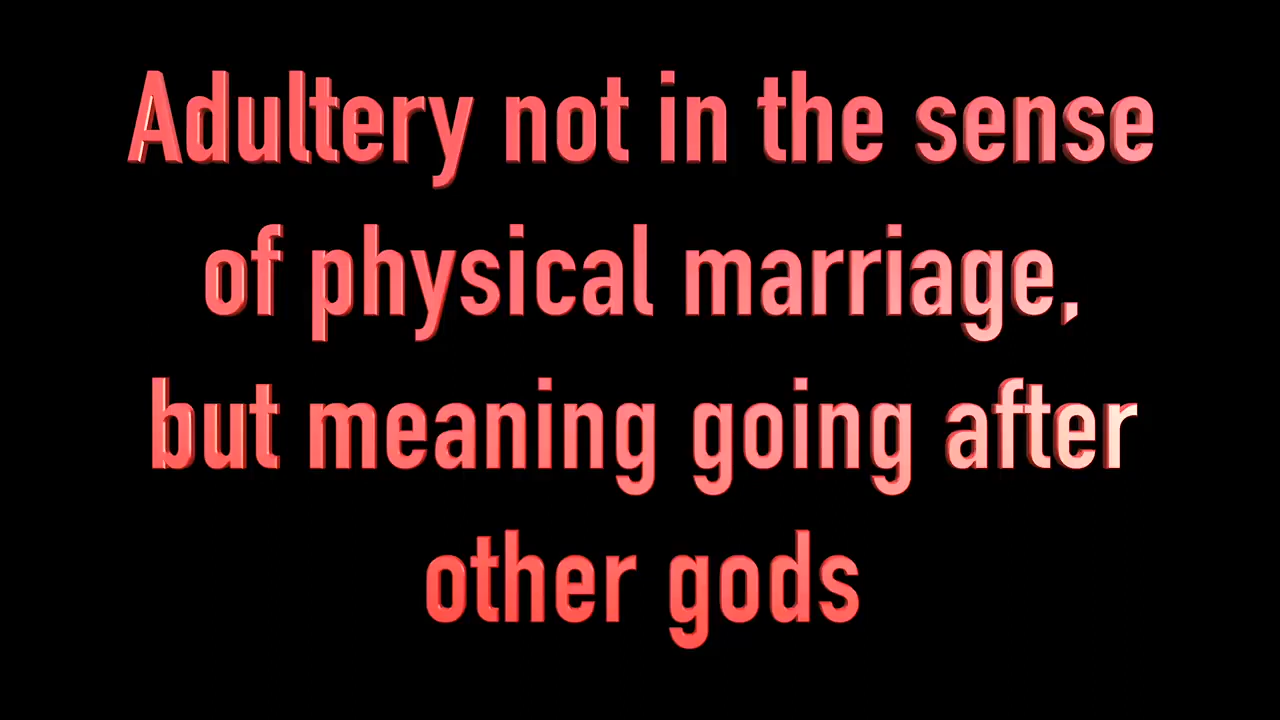 Adultery not in the sense
of physical marriage,
but meaning going after
other gods